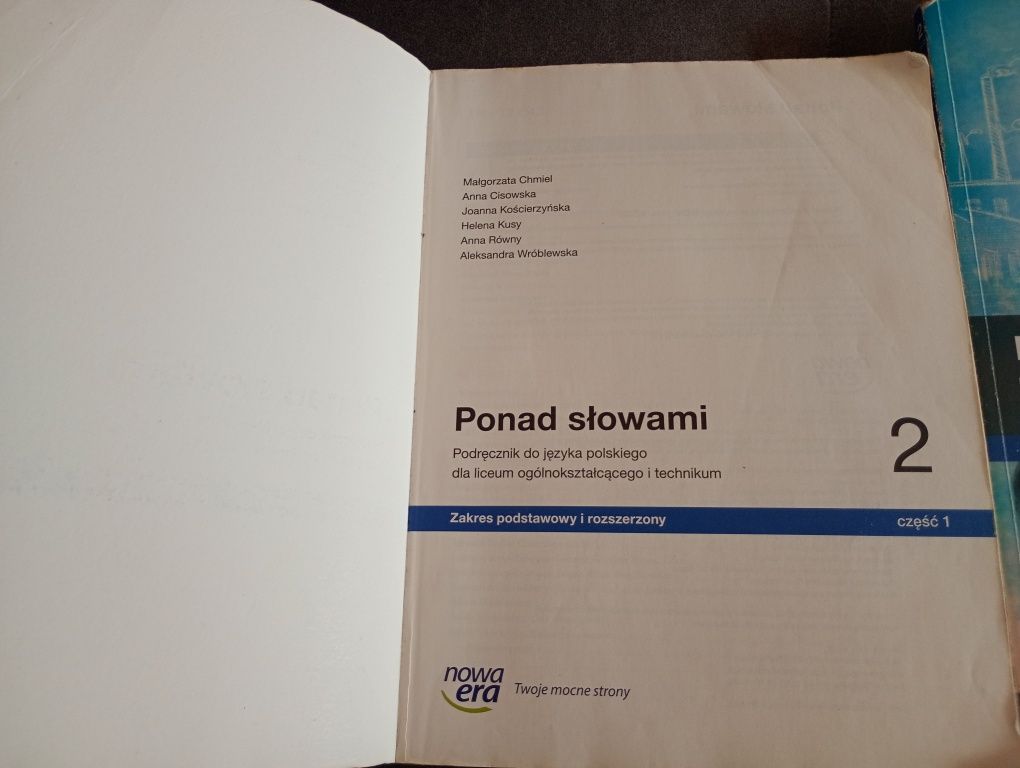 Małgorzata Chmiel
Anna Cisowska
Joanna Kościerzyńska
Helena Kusy
Anna Równy
Aleksandra Wróblewska
Ponad słowami
2
Podręcznik do języka polskiego
dla liceum ogólnokształcącego i technikum
Zakres podstawowy i rozszerzony
część 1
nowa
era
Twoje mocne strony